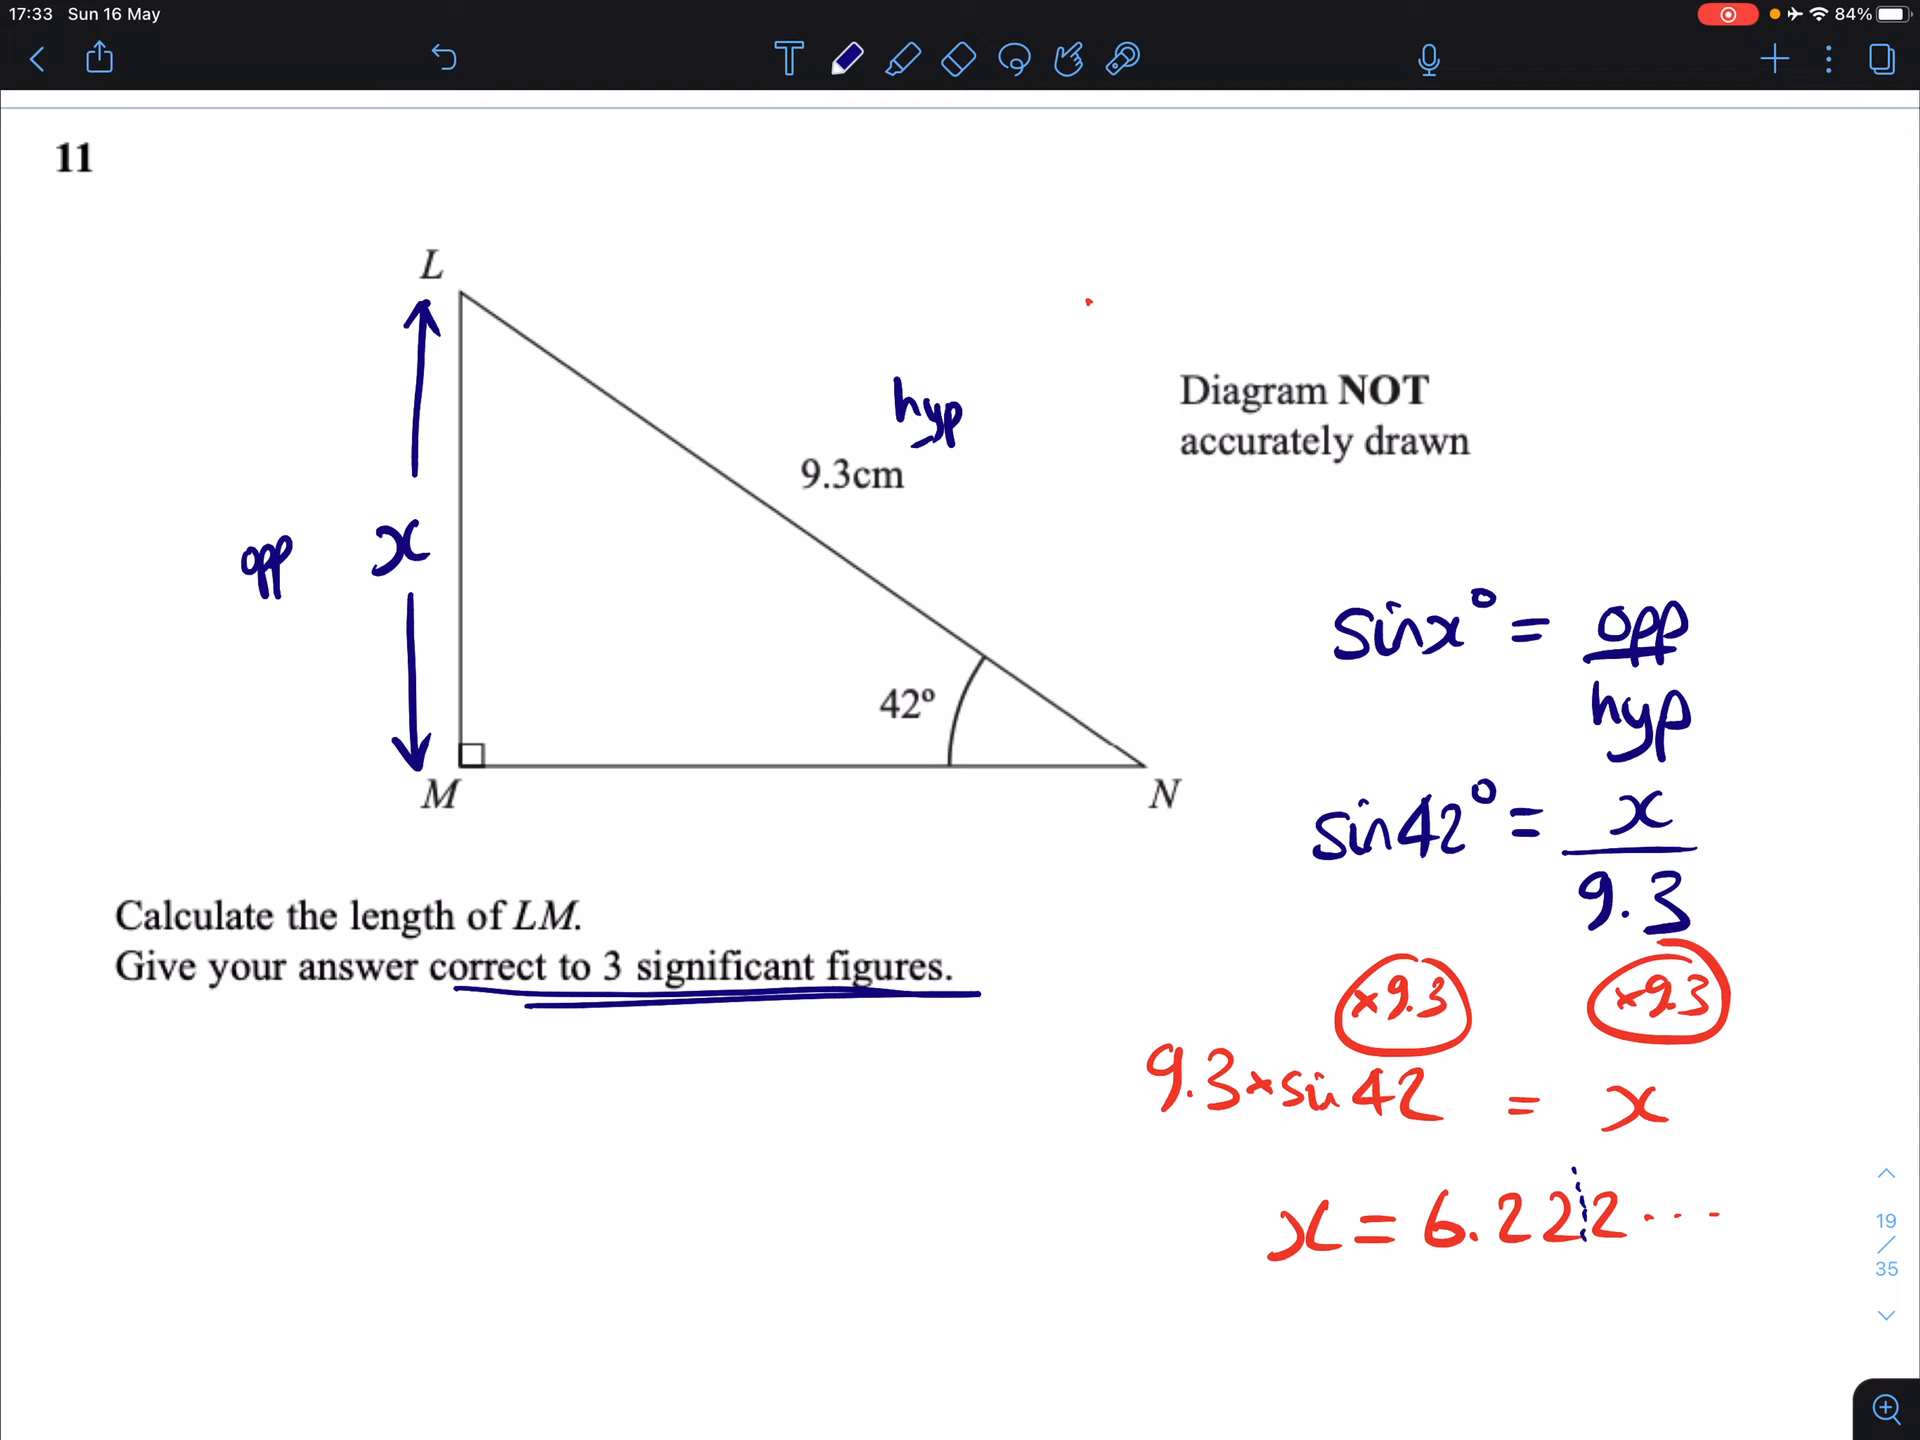 17:33 Sun 16 May
84%
11
L
hyp
9.3cm
Diagram NOT
accurately drawn
opp
x
sinx° = opp
hyp
42º
M
N
sin42° = x
9.3
Calculate the length of LM.
Give your answer correct to 3 significant figures.
×9.3 ×9.3
9.3×sin42 = x
x = 6.222...
19
/
35